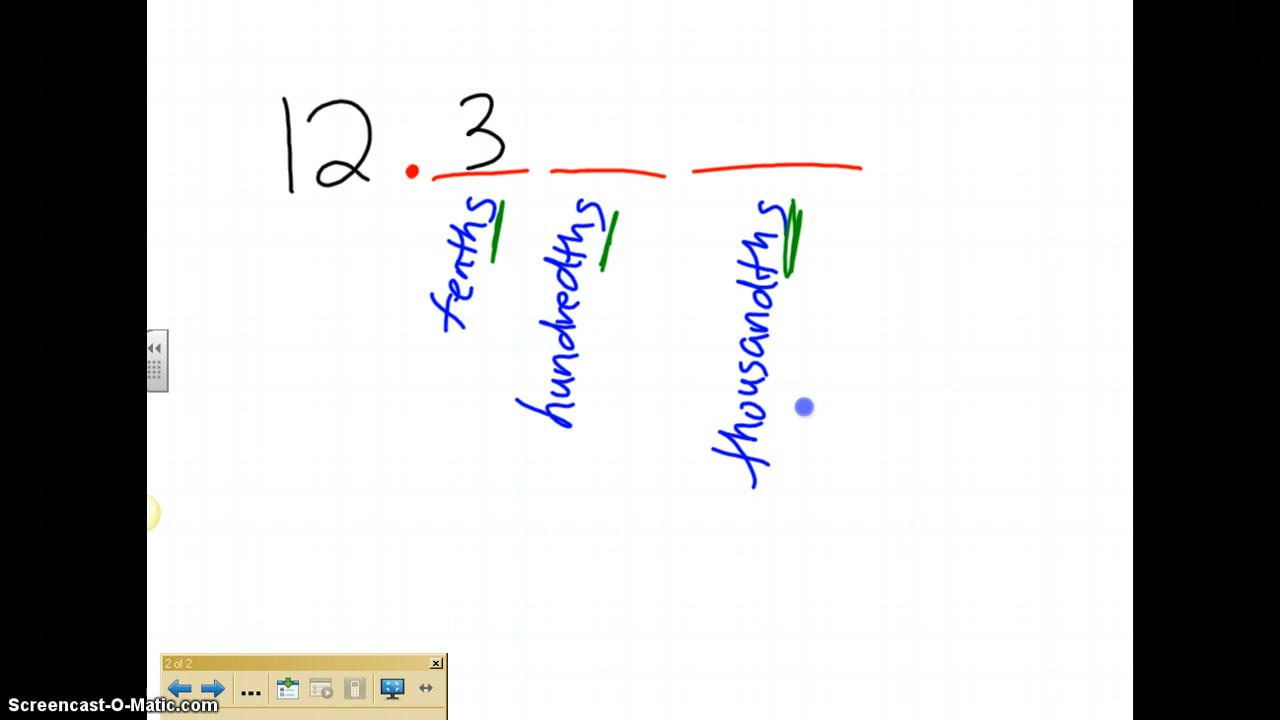 12.3
tenths
hundredths
thousandths
2 of 2
Screencast-O-Matic.com